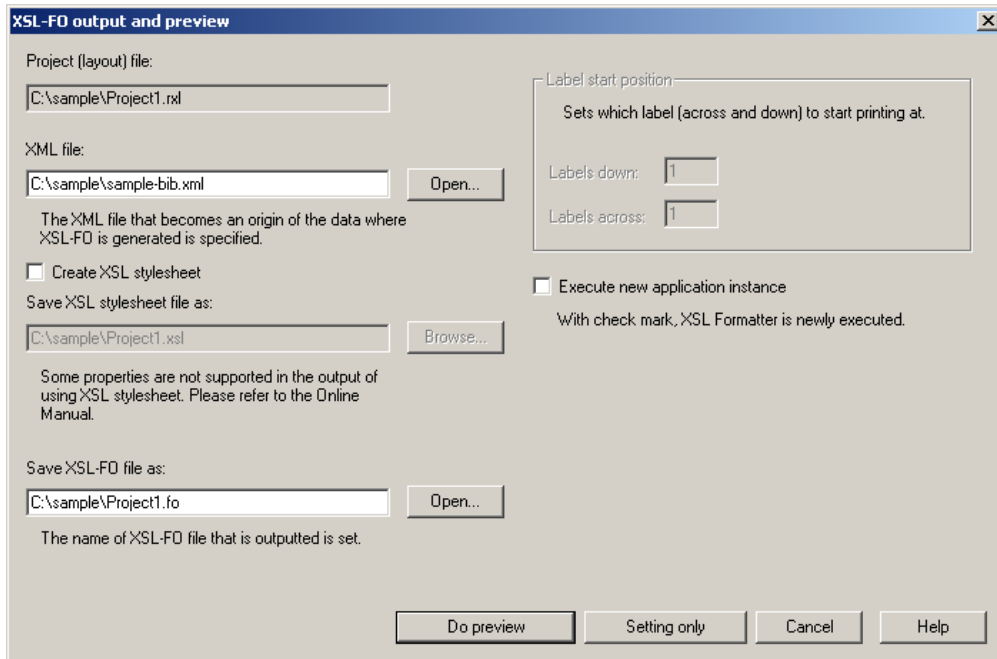 XSL-FO output and preview
Project (layout) file:
C:\sample\Project1.rxl
XML file:
C:\sample\sample-bib.xml
Open...
The XML file that becomes an origin of the data where
XSL-FO is generated is specified.
Create XSL stylesheet
Save XSL stylesheet file as:
C:\sample\Project1.xsl
Browse...
Some properties are not supported in the output of
using XSL stylesheet. Please refer to the Online
Manual.
Save XSL-FO file as:
C:\sample\Project1.fo
Open...
The name of XSL-FO file that is outputted is set.
Label start position
Sets which label (across and down) to start printing at.
Labels down:
1
Labels across:
1
Execute new application instance
With check mark, XSL Formatter is newly executed.
Do preview
Setting only
Cancel
Help